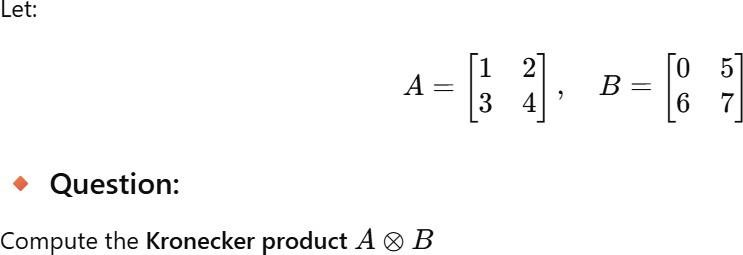 Let:
A = [1 2; 3 4], B = [0 5; 6 7]
Question:
Compute the Kronecker product A ⊗ B